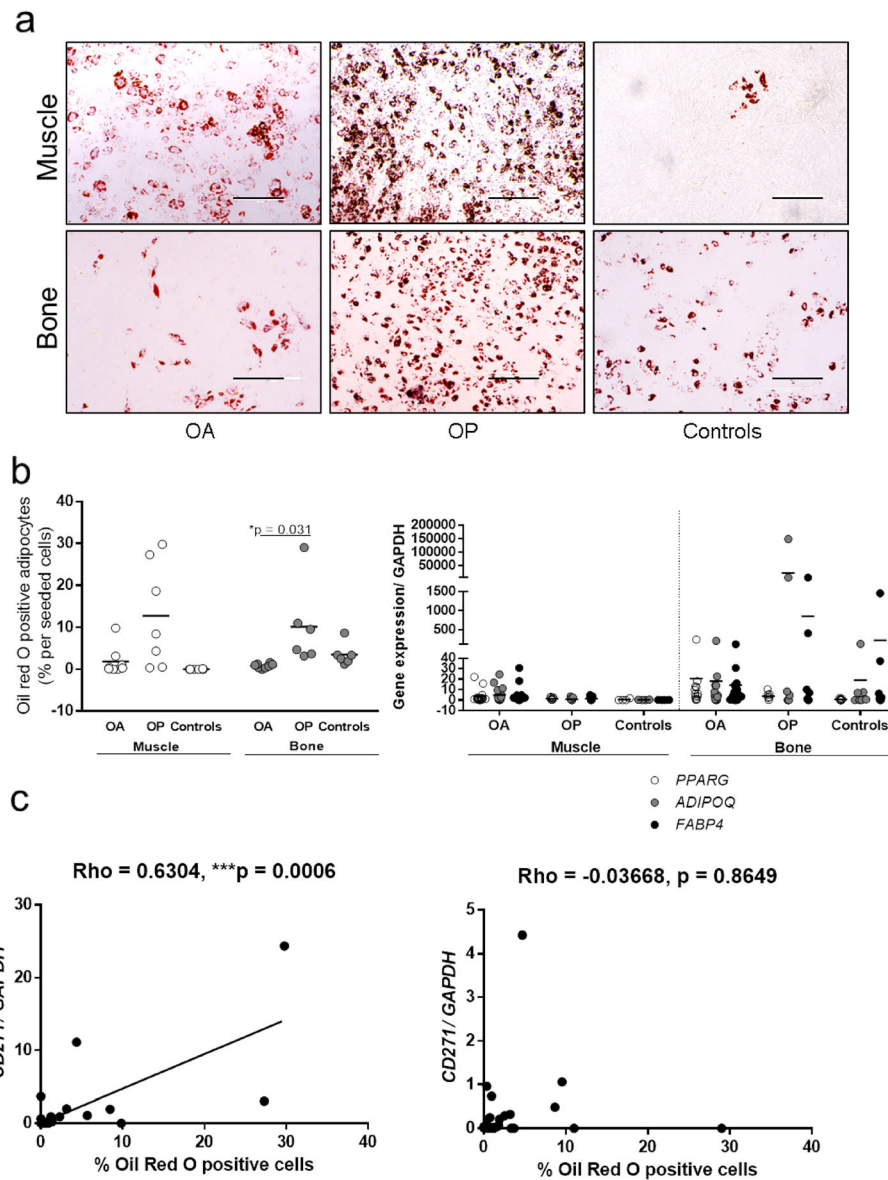 a
Muscle
Bone
OA OP Controls
b
Oil red O positive adipocytes
(% per seeded cells)
40
30
20
10
0
-10
*p = 0.031
OA OP Controls OA OP Controls
Muscle Bone
Gene expression/ GAPDH
200000
150000
100000
50000
1500
1000
500
40
30
20
10
0
-10
OA OP Controls OA OP Controls
Muscle Bone
PPARG
ADIPOQ
FABP4
c
Rho = 0.6304, ***p = 0.0006
CD271/ GAPDH
30
20
10
0
0 10 20 30 40
% Oil Red O positive cells
Rho = -0.03668, p = 0.8649
CD271/ GAPDH
5
4
3
2
1
0
0 10 20 30 40
% Oil Red O positive cells